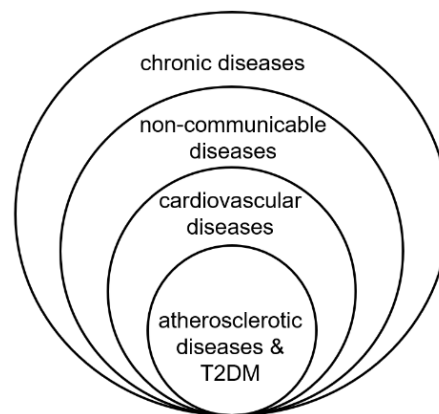 chronic diseases
non-communicable
diseases
cardiovascular
diseases
atherosclerotic
diseases &
T2DM